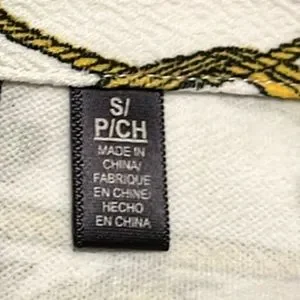 S/
P/CH
MADE IN
CHINA/
FABRIQUE
EN CHINE/
HECHO
EN CHINA